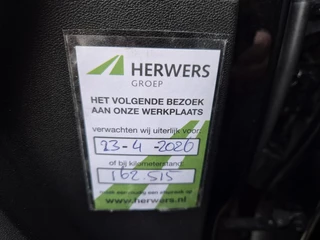 HERWERS
GROEP
HET VOLGENDE BEZOEK
AAN ONZE WERKPLAATS
verwachten wij uiterlijk voor:
23-4-2026
of bij kilometerstand:
162.515
www.herwers.nl